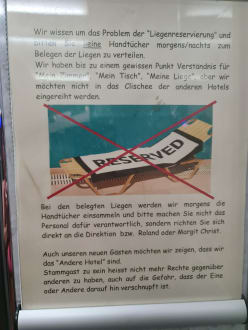 Wir wissen um das Problem der "Liegenreservierung" und
bitten Sie keine Handtücher morgens/nachts zum
Belegen der Liegen zu verteilen.
Wir haben bis zu einem gewissen Punkt Verständnis für
"Mein Zimmer", "Mein Tisch", "Meine Liege", aber wir
möchten nicht in das Clischee der anderen Hotels
eingereiht werden.
RESERVED
Bei den belegten Liegen werden wir morgens die
Handtücher einsammeln und bitte machen Sie nicht das
Personal dafür verantwortlich, sondern richten Sie sich
direkt an die Direktion bzw. Roland oder Margit Christ.
Auch unseren neuen Gästen möchten wir zeigen, dass wir
das "Andere Hotel" sind.
Stammgast zu sein heisst nicht mehr Rechte gegenüber
anderen zu haben, auch auf die Gefahr, dass der Eine
oder Andere darauf hin verschnupft ist.